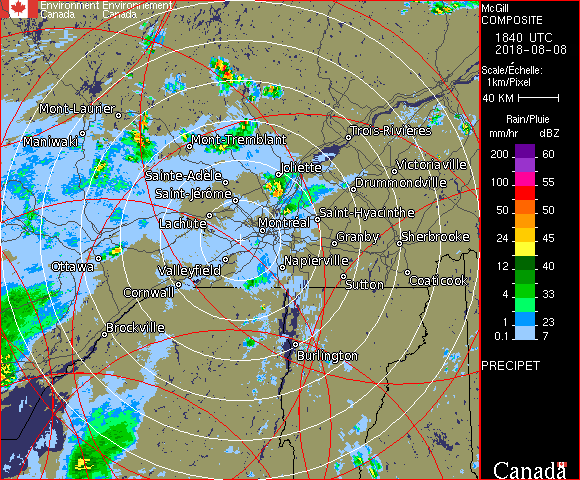 Environment Environnement
Canada Canada
McGill
COMPOSITE
1840 UTC
2018-08-08
Scale/Échelle:
1km/Pixel
40 KM
Rain/Pluie
mm/hr dBZ
200 60
100 55
50 50
24 45
12 40
4 33
1 23
0.1 7
PRECIPET
Canada
Mont-Laurier
Maniwaki
Mont-Tremblant
Trois-Rivières
Joliette
Victoriaville
Sainte-Adèle
Drummondville
Saint-Jérôme
Lachute
Saint-Hyacinthe
Montréal
Granby
Sherbrooke
Ottawa
Valleyfield
Napierville
Cornwall
Sutton
Coaticook
Brockville
Burlington